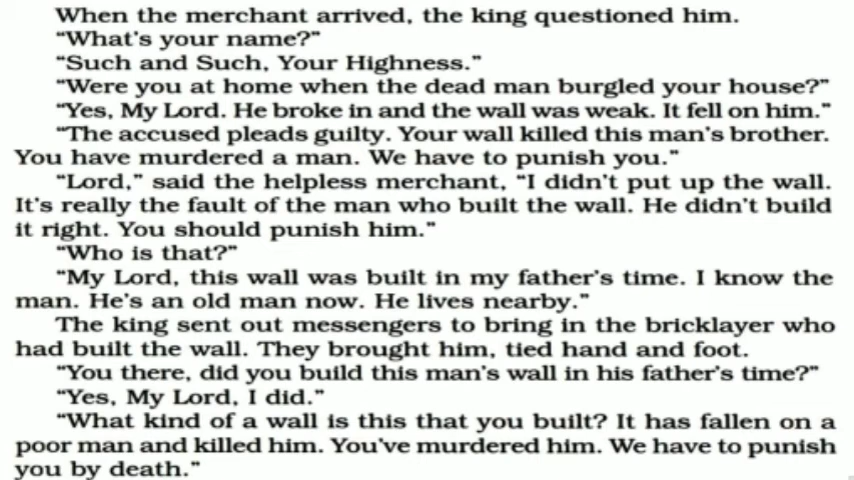 When the merchant arrived, the king questioned him.
“What’s your name?”
“Such and Such, Your Highness.”
“Were you at home when the dead man burgled your house?”
“Yes, My Lord. He broke in and the wall was weak. It fell on him.”
“The accused pleads guilty. Your wall killed this man’s brother.
You have murdered a man. We have to punish you.”
“Lord,” said the helpless merchant, “I didn’t put up the wall.
It’s really the fault of the man who built the wall. He didn’t build
it right. You should punish him.”
“Who is that?”
“My Lord, this wall was built in my father’s time. I know the
man. He’s an old man now. He lives nearby.”
The king sent out messengers to bring in the bricklayer who
had built the wall. They brought him, tied hand and foot.
“You there, did you build this man’s wall in his father’s time?”
“Yes, My Lord, I did.”
“What kind of a wall is this that you built? It has fallen on a
poor man and killed him. You’ve murdered him. We have to punish
you by death.”